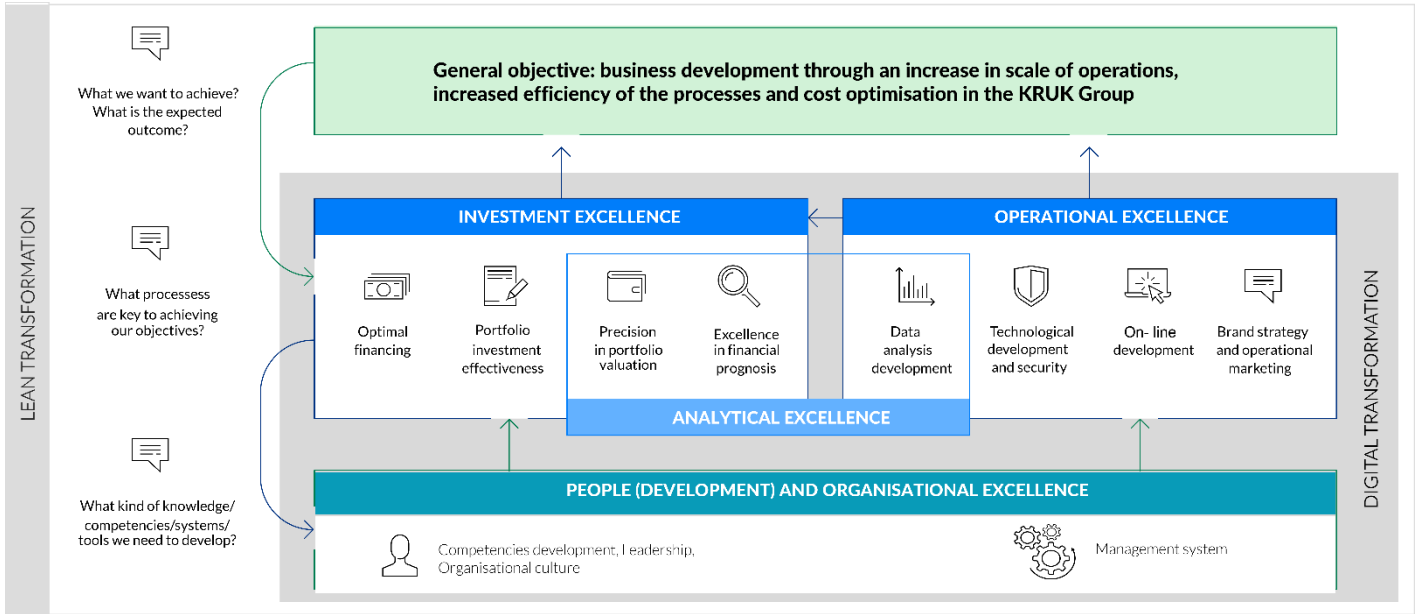 LEAN TRANSFORMATION
What we want to achieve?
What is the expected
outcome?
General objective: business development through an increase in scale of operations,
increased efficiency of the processes and cost optimisation in the KRUK Group
What processess
are key to achieving
our objectives?
INVESTMENT EXCELLENCE
Optimal
financing
Portfolio
investment
effectiveness
Precision
in portfolio
valuation
Excellence
in financial
prognosis
OPERATIONAL EXCELLENCE
Data
analysis
development
Technological
development
and security
On- line
development
Brand strategy
and operational
marketing
ANALYTICAL EXCELLENCE
DIGITAL TRANSFORMATION
What kind of knowledge/
competencies/systems/
tools we need to develop?
PEOPLE (DEVELOPMENT) AND ORGANISATIONAL EXCELLENCE
Competencies development, Leadership,
Organisational culture
Management system